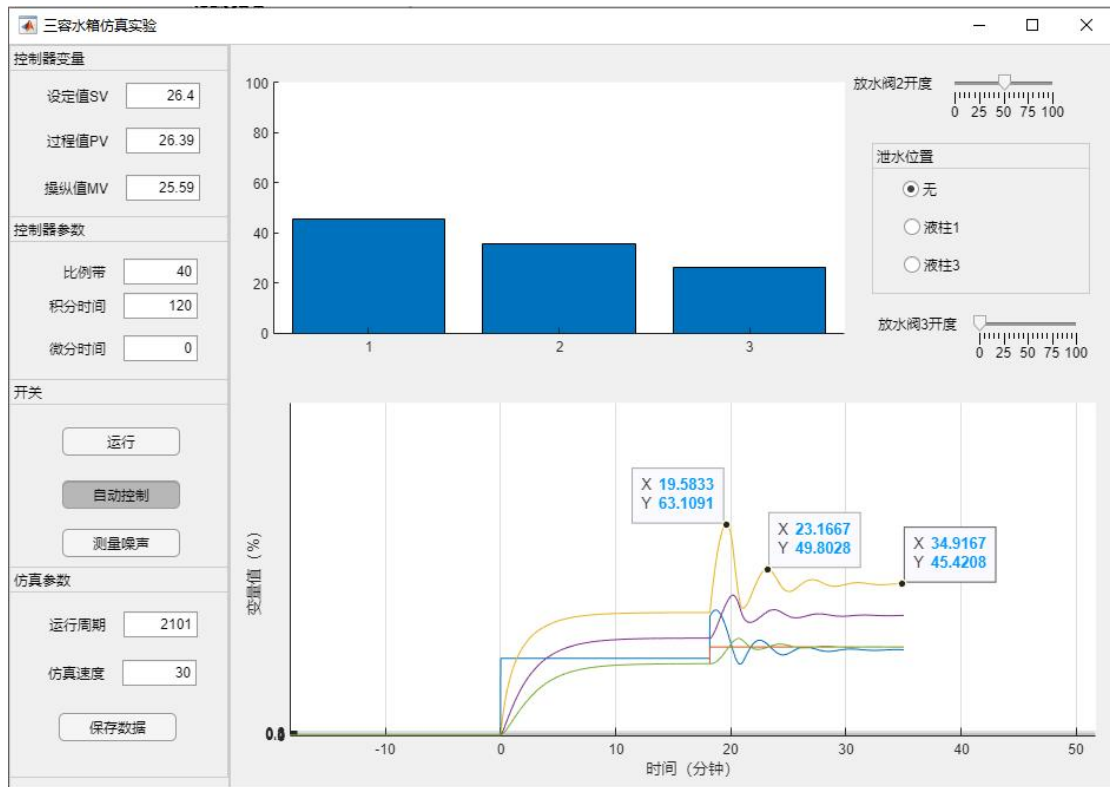 三容水箱仿真实验
控制器变量
设定值SV 26.4
过程值PV 26.39
操纵值MV 25.59
控制器参数
比例带 40
积分时间 120
微分时间 0
开关
运行
自动控制
测量噪声
仿真参数
运行周期 2101
仿真速度 30
保存数据
100
80
60
40
20
0
1 2 3
放水阀2开度
0 25 50 75 100
泄水位置
无
液柱1
液柱3
放水阀3开度
0 25 50 75 100
变量值（%）
X 19.5833
Y 63.1091
X 23.1667
Y 49.8028
X 34.9167
Y 45.4208
-10 0 10 20 30 40 50
时间（分钟）